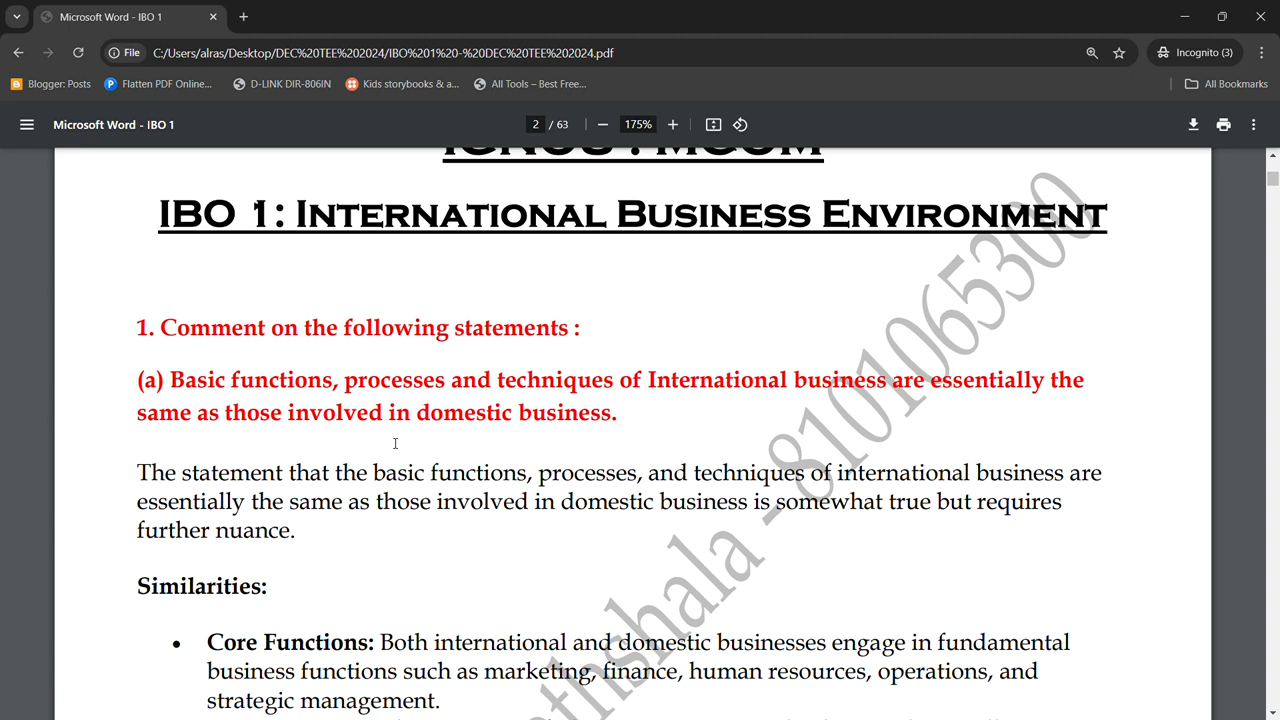 Microsoft Word - IBO 1
File
C:/Users/alras/Desktop/DEC%20TEE%202024/IBO%201%20-%20DEC%20TEE%202024.pdf
Incognito (3)
Blogger: Posts
Flatten PDF Online...
D-LINK DIR-806IN
Kids storybooks & a...
All Tools – Best Free...
All Bookmarks
Microsoft Word - IBO 1
2 / 63
175%
IGNOU : MCOM
IBO 1: INTERNATIONAL BUSINESS ENVIRONMENT
1. Comment on the following statements :
(a) Basic functions, processes and techniques of International business are essentially the
same as those involved in domestic business.
The statement that the basic functions, processes, and techniques of international business are
essentially the same as those involved in domestic business is somewhat true but requires
further nuance.
Similarities:
• Core Functions: Both international and domestic businesses engage in fundamental
business functions such as marketing, finance, human resources, operations, and
strategic management.
ethshala - 8101065300